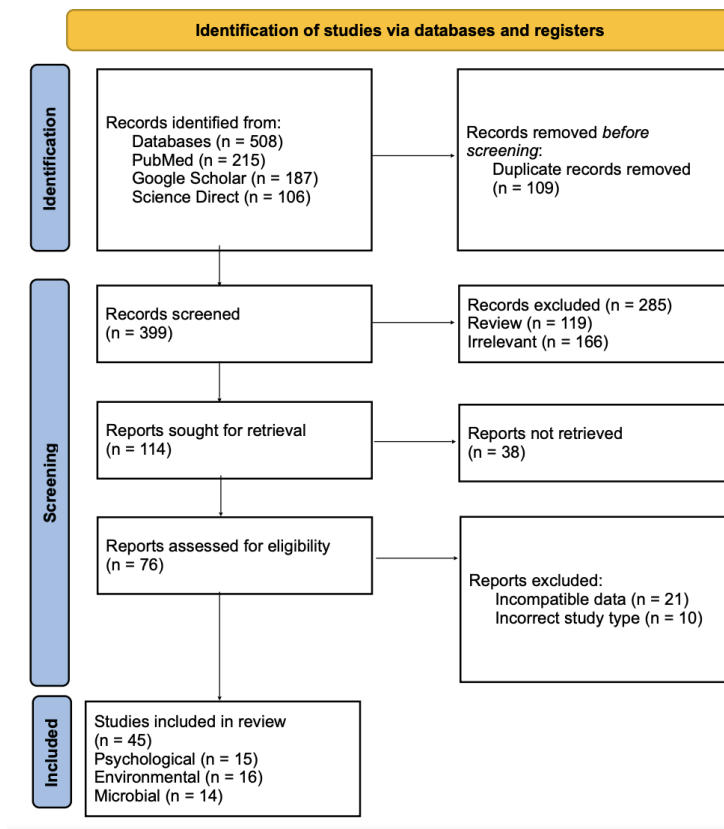 Identification of studies via databases and registers
Identification
Records identified from:
Databases (n = 508)
PubMed (n = 215)
Google Scholar (n = 187)
Science Direct (n = 106)
Records removed before
screening:
Duplicate records removed
(n = 109)
Screening
Records screened
(n = 399)
Records excluded (n = 285)
Review (n = 119)
Irrelevant (n = 166)
Reports sought for retrieval
(n = 114)
Reports not retrieved
(n = 38)
Reports assessed for eligibility
(n = 76)
Reports excluded:
Incompatible data (n = 21)
Incorrect study type (n = 10)
Included
Studies included in review
(n = 45)
Psychological (n = 15)
Environmental (n = 16)
Microbial (n = 14)